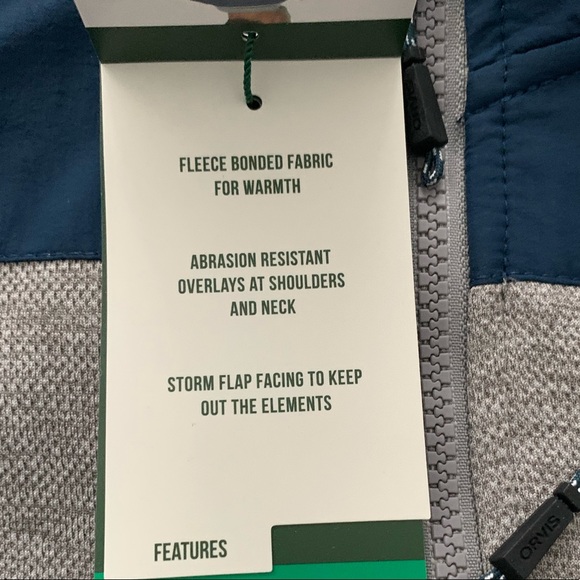 FLEECE BONDED FABRIC
FOR WARMTH
ABRASION RESISTANT
OVERLAYS AT SHOULDERS
AND NECK
STORM FLAP FACING TO KEEP
OUT THE ELEMENTS
FEATURES
ORVIS
ORVIS